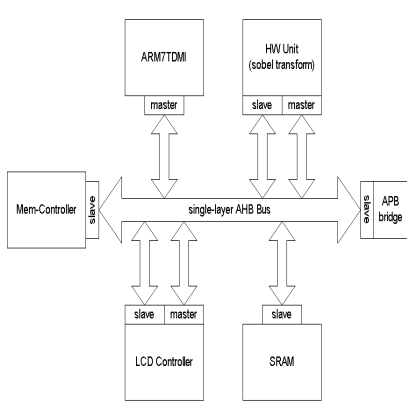 ARM7TDMI
master
HW Unit
(sobel transform)
slave master
Mem-Controller
slave
single-layer AHB Bus
slave
APB
bridge
slave master
LCD Controller
slave
SRAM